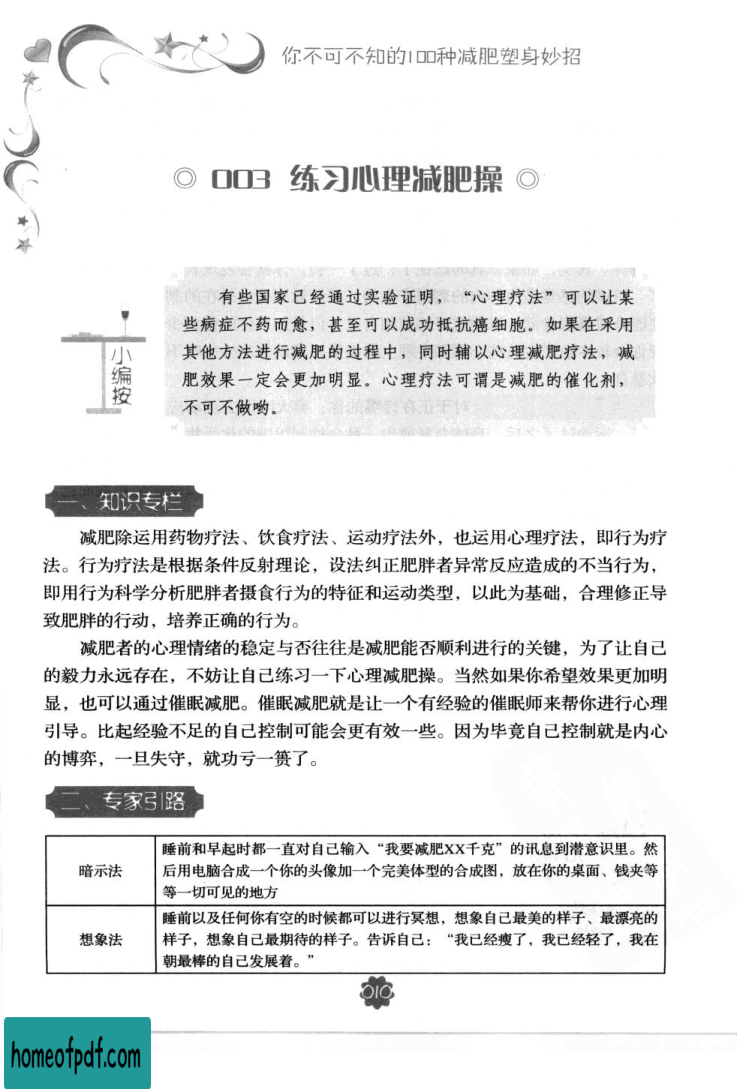 你不可不知的100种减肥塑身妙招
◎ 003 练习心理减肥操 ◎
小编按
有些国家已经通过实验证明，“心理疗法”可以让某
些病症不药而愈，甚至可以成功抵抗癌细胞。如果在采用
其他方法进行减肥的过程中，同时辅以心理减肥疗法，减
肥效果一定会更加明显。心理疗法可谓是减肥的催化剂，
不可不做哟。
一、知识专栏
减肥除运用药物疗法、饮食疗法、运动疗法外，也运用心理疗法，即行为疗
法。行为疗法是根据条件反射理论，设法纠正肥胖者异常反应造成的不当行为，
即用行为科学分析肥胖者摄食行为的特征和运动类型，以此为基础，合理修正导
致肥胖的行动，培养正确的行为。
减肥者的心理情绪的稳定与否往往是减肥能否顺利进行的关键，为了让自己
的毅力永远存在，不妨让自己练习一下心理减肥操。当然如果你希望效果更加明
显，也可以通过催眠减肥。催眠减肥就是让一个有经验的催眠师来帮你进行心理
引导。比起经验不足的自己控制可能会更有效一些。因为毕竟自己控制就是内心
的博弈，一旦失守，就功亏一篑了。
二、专家引路
暗示法
睡前和早起时都一直对自己输入“我要减肥XX千克”的讯息到潜意识里。然
后用电脑合成一个你的头像加一个完美体型的合成图，放在你的桌面、钱夹等
等一切可见的地方
想象法
睡前以及任何你有空的时候都可以进行冥想，想象自己最美的样子、最漂亮的
样子，想象自己最期待的样子。告诉自己：“我已经瘦了，我已经轻了，我在
朝最棒的自己发展着。”
010
homeofpdf.com